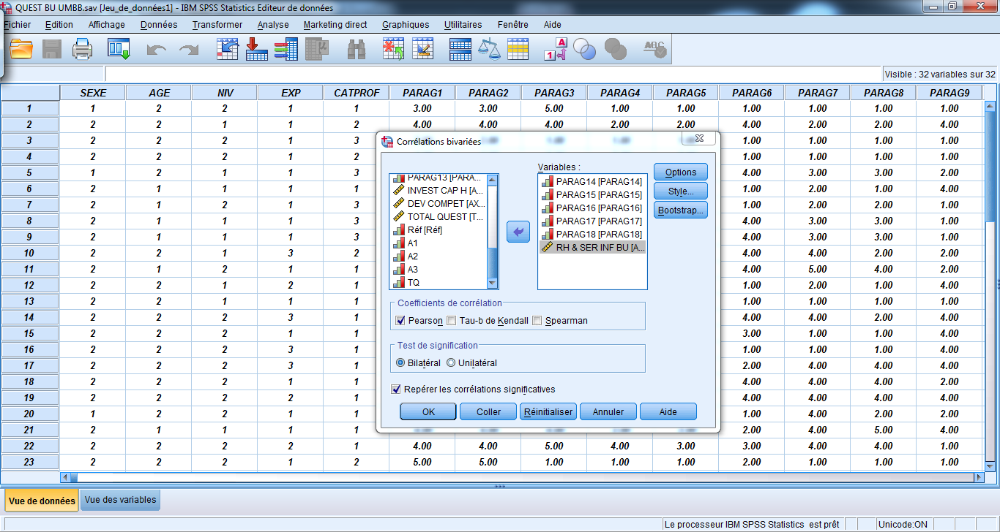 QUEST BU UMBB.sav [Jeu_de_données1] - IBM SPSS Statistics Editeur de données
Fichier Edition Affichage Données Transformer Analyse Marketing direct Graphiques Utilitaires Fenêtre Aide
Visible : 32 variables sur 32
SEXE AGE NIV EXP CATPROF PARAG1 PARAG2 PARAG3 PARAG4 PARAG5 PARAG6 PARAG7 PARAG8 PARAG9
1 1 2 2 1 1 3.00 3.00 5.00 1.00 1.00 1.00 1.00 1.00 1.00
2 2 2 1 1 2 4.00 4.00 4.00 2.00 2.00 4.00 2.00 2.00 4.00
3 2 2 2 1 3 1.00 1.00 1.00 1.00
4 2 2 2 1 2 1.00 1.00 1.00 1.00
5 1 2 1 1 3 4.00 3.00 3.00 2.00
6 2 2 1 1 1 1.00 2.00 1.00 4.00
7 2 1 2 1 3 1.00 2.00 2.00 1.00
8 2 1 1 1 3 4.00 3.00 3.00 1.00
9 2 2 1 1 3 4.00 3.00 3.00 1.00
10 2 2 1 3 2 4.00 4.00 2.00 4.00
11 2 1 2 1 1 4.00 5.00 4.00 2.00
12 2 2 1 2 1 1.00 2.00 1.00 4.00
13 2 2 1 1 1 1.00 1.00 1.00 1.00
14 2 2 2 3 1 4.00 4.00 2.00 4.00
15 2 2 2 1 1 3.00 1.00 1.00 4.00
16 2 2 1 3 1 1.00 1.00 1.00 4.00
17 2 2 2 3 1 2.00 4.00 4.00 4.00
18 2 2 2 1 1 4.00 4.00 4.00 2.00
19 2 2 2 2 1 4.00 4.00 4.00 4.00
20 1 2 2 1 1 1.00 4.00 2.00 2.00
21 2 1 1 1 1 2.00 4.00 5.00 4.00
22 2 2 2 2 1 4.00 4.00 5.00 4.00 3.00 3.00 4.00 4.00 1.00
23 2 2 2 1 2 5.00 5.00 1.00 1.00 1.00 2.00 1.00 1.00 1.00
Corrélations bivariées
Variables :
PARAG13 [PARA...
INVEST CAP H [A...
DEV COMPET [AX...
TOTAL QUEST [T...
Réf [Réf]
A1
A2
A3
TQ
PARAG14 [PARAG14]
PARAG15 [PARAG15]
PARAG16 [PARAG16]
PARAG17 [PARAG17]
PARAG18 [PARAG18]
RH & SER INF BU [A...
Options
Style...
Bootstrap...
Coefficients de corrélation
Pearson Tau-b de Kendall Spearman
Test de signification
Bilatéral Unilatéral
Repérer les corrélations significatives
OK Coller Réinitialiser Annuler Aide
Vue de données Vue des variables
Le processeur IBM SPSS Statistics est prêt Unicode:ON